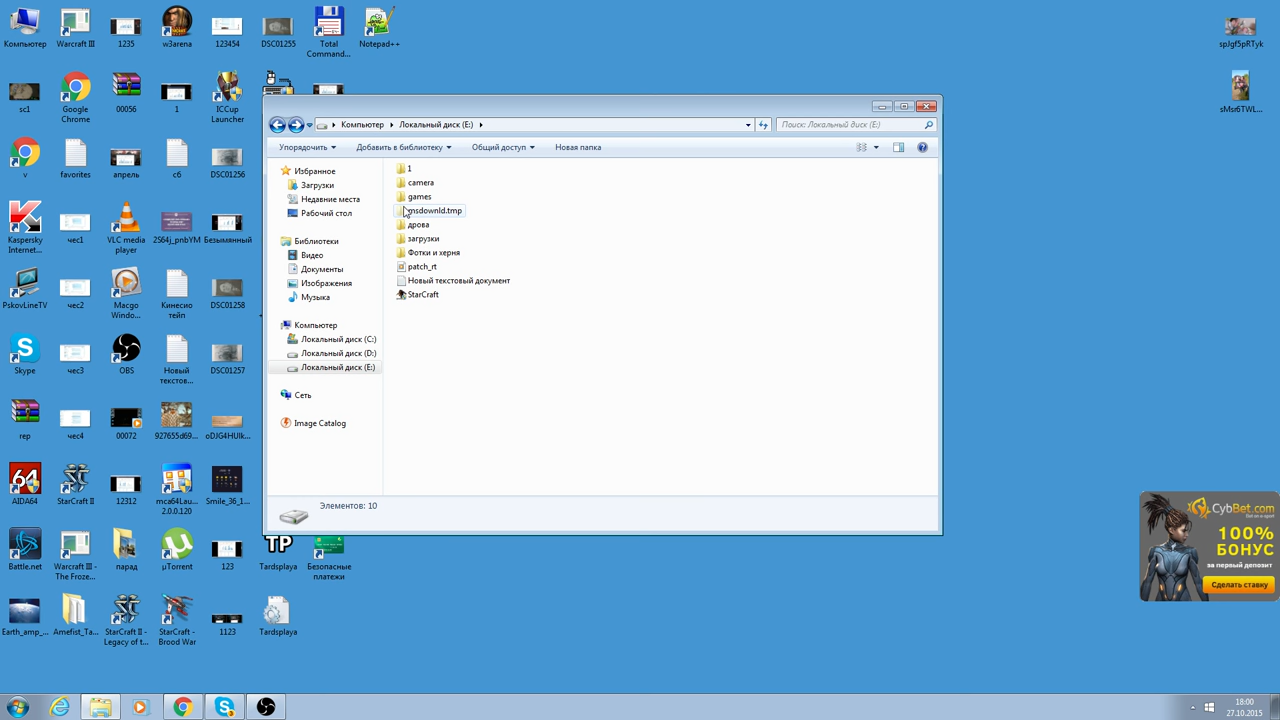 Компьютер
Warcraft III
1235
w3arena
123454
DSC01255
Total
Comman...
Notepad++
spJgf5pRTyk
sc1
Google
Chrome
00056
1
ICCup
Launcher
sMsr6TWL...
Компьютер
Локальный диск (E:)
Поиск: Локальный диск (E:)
Упорядочить
Добавить в библиотеку
Общий доступ
Новая папка
v
favorites
апрель
c6
DSC01256
Избранное
Загрузки
Недавние места
Рабочий стол
Библиотеки
Видео
Документы
Изображения
Музыка
Компьютер
Локальный диск (C:)
Локальный диск (D:)
Локальный диск (E:)
Сеть
Image Catalog
1
camera
games
msdownld.tmp
дрова
загрузки
Фотки и херня
patch_rt
Новый текстовый документ
StarCraft
Элементов: 10
Kaspersky
Internet...
чес1
VLC media
player
2S64j_pnbYM
Безымянный
PskovLineTV
чес2
Macgo
Windo...
Кинесио
тейп
DSC01258
Skype
чес3
OBS
Новый
текстов...
DSC01257
rep
чес4
00072
927655d69...
oDJG4HUlk...
64
AIDA64
StarCraft II
12312
mca64Lau...
2.0.0.120
Smile_36_1...
Battle.net
Warcraft III -
The Froze...
парад
µTorrent
123
TP
Tardsplaya
Безопасные
платежи
Earth_amp_...
Amefist_Ta...
StarCraft II -
Legacy of t...
StarCraft -
Brood War
1123
Tardsplaya
CybBet.com
100%
БОНУС
за первый депозит
Сделать ставку
18:00
27.10.2015